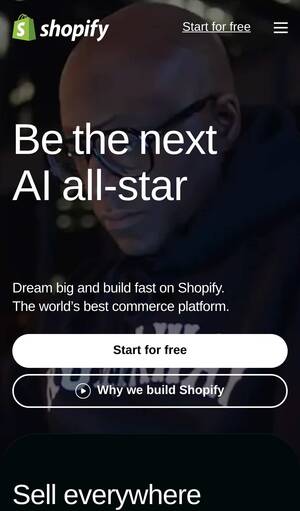 shopify
Start for free
Be the next
AI all-star
Dream big and build fast on Shopify.
The world's best commerce platform.
Start for free
Why we build Shopify
Sell everywhere